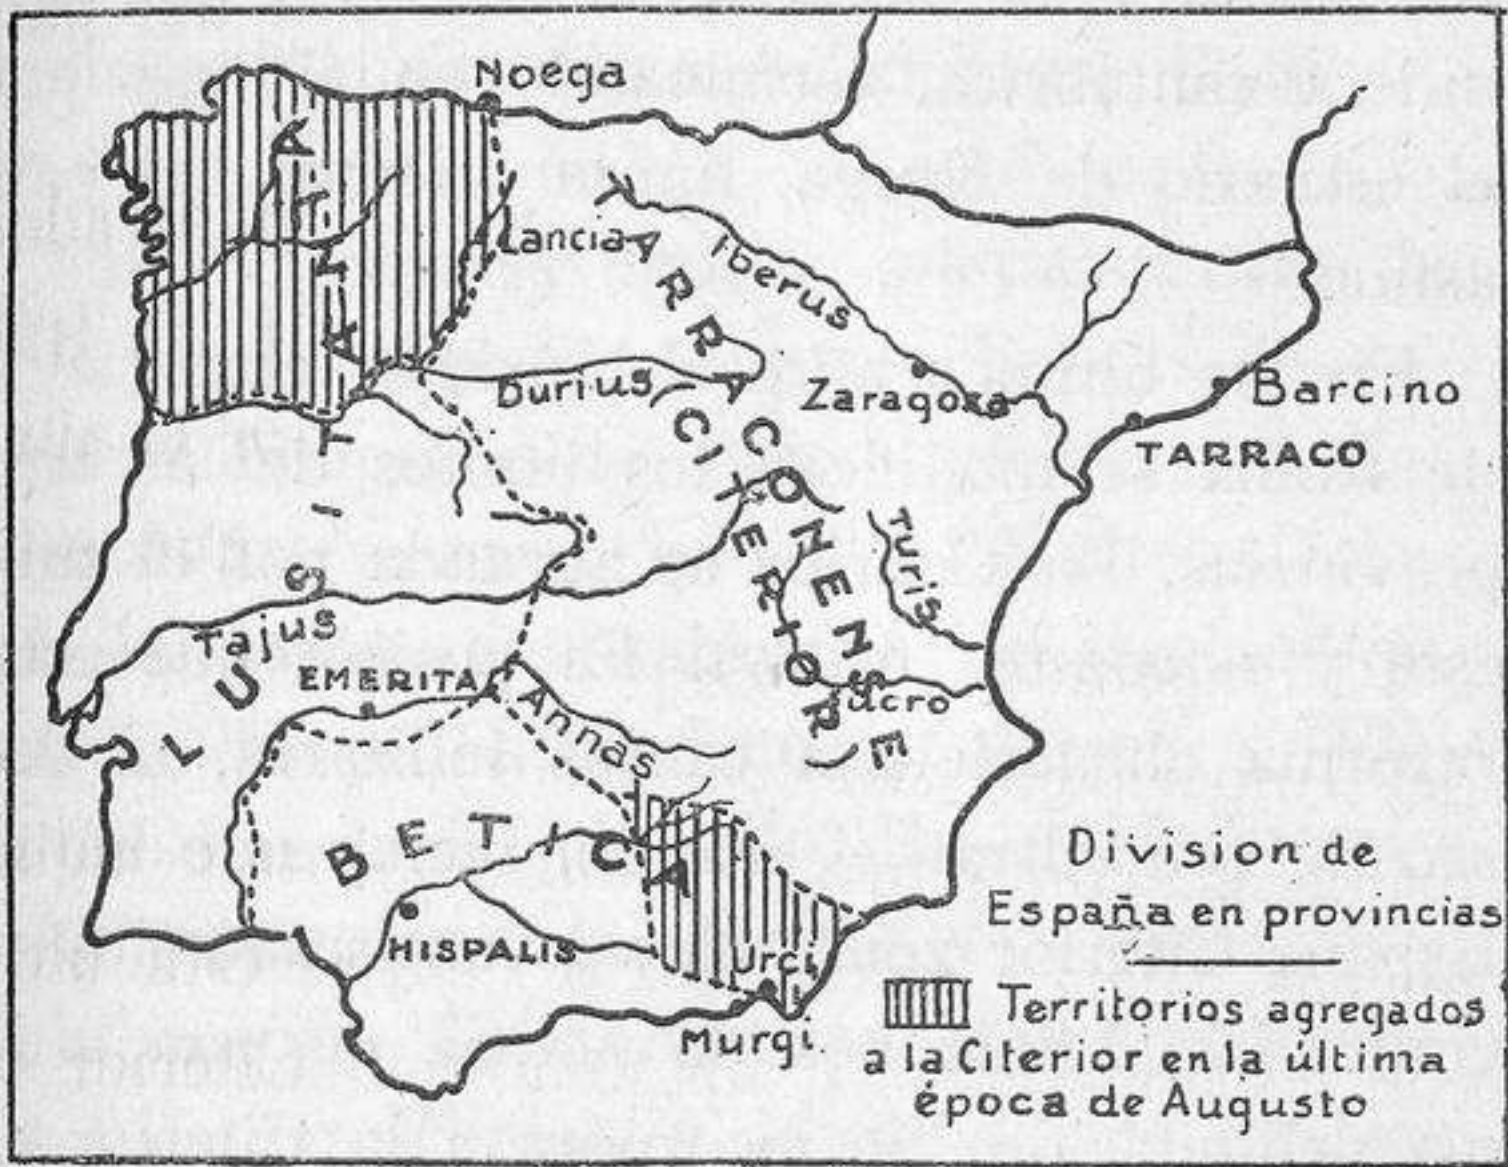 Noega
Lancia
TARRACONENSE
(CITERIOR)
Iberus
Durius
Zaragoza
Barcino
TARRACO
Turis
Sucro
LUSITANIA
Tajus
EMERITA
Annas
BETICA
HISPALIS
Urci
Murgi.
Division de
España en provincias
Territorios agregados
a la Citerior en la última
época de Augusto